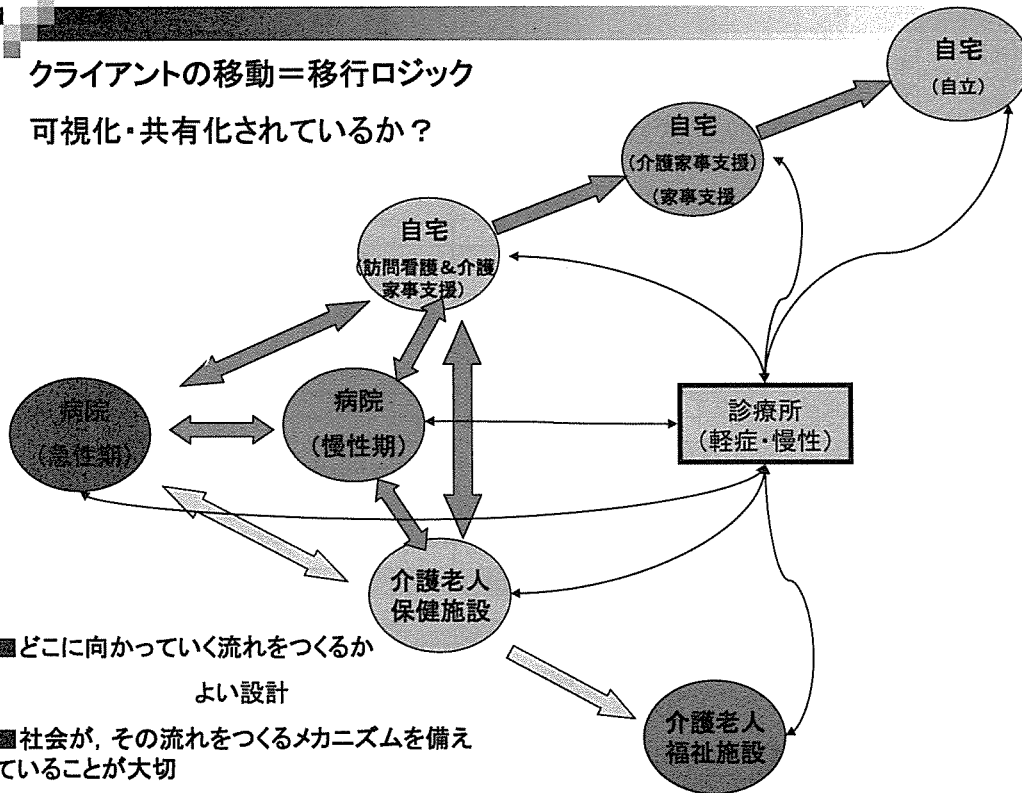 クライアントの移動＝移行ロジック
可視化・共有化されているか？
自宅
（自立）
自宅
（介護家事支援）
（家事支援
自宅
（訪問看護＆介護
家事支援）
病院
（急性期）
病院
（慢性期）
診療所
（軽症・慢性）
介護老人
保健施設
介護老人
福祉施設
■どこに向かっていく流れをつくるか
よい設計
■社会が，その流れをつくるメカニズムを備え
ていることが大切